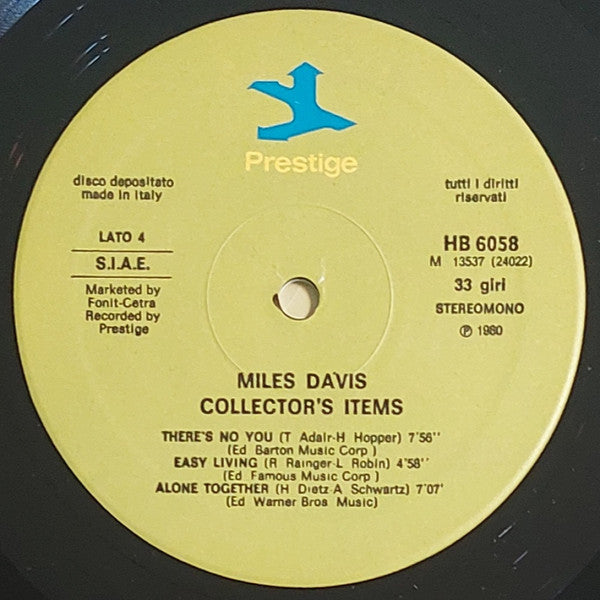 Prestige
disco depositato
made in Italy
tutti i diritti
riservati
LATO 4
S.I.A.E.
Marketed by
Fonit-Cetra
Recorded by
Prestige
HB 6058
M 13537 (24022)
33 giri
STEREOMONO
℗ 1980
MILES DAVIS
COLLECTOR'S ITEMS
THERE'S NO YOU (T Adair-H Hopper) 7'56''
(Ed Barton Music Corp )
EASY LIVING (R Rainger-L Robin) 4'58''
(Ed Famous Music Corp )
ALONE TOGETHER (H Dietz-A Schwartz) 7'07'
(Ed Warner Bros Music)